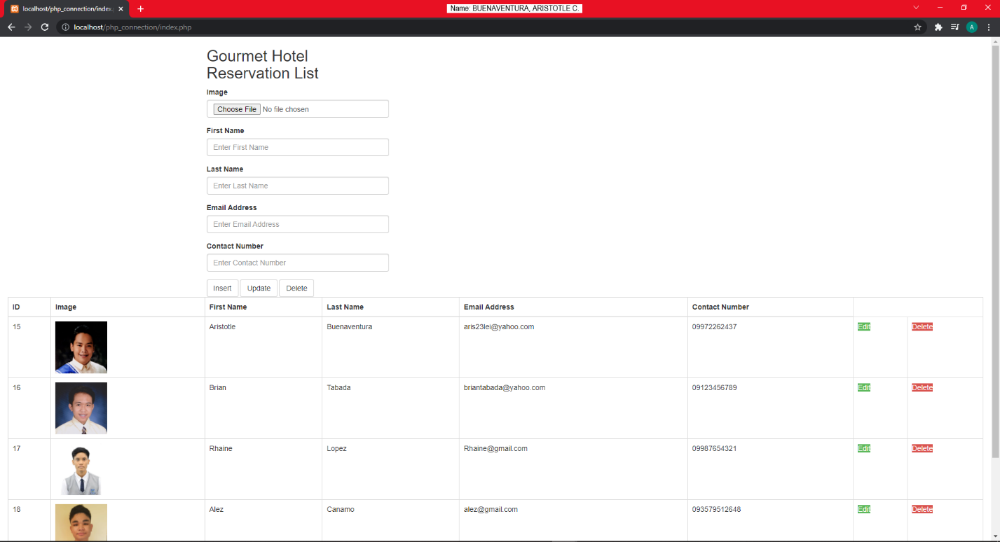 localhost/php_connection/index.
Name: BUENAVENTURA, ARISTOTLE C.
localhost/php_connection/index.php
A
Gourmet Hotel
Reservation List
Image
Choose File No file chosen
First Name
Enter First Name
Last Name
Enter Last Name
Email Address
Enter Email Address
Contact Number
Enter Contact Number
Insert Update Delete
ID Image First Name Last Name Email Address Contact Number
15 Aristotle Buenaventura aris23lei@yahoo.com 09972262437 Edit Delete
16 Brian Tabada briantabada@yahoo.com 09123456789 Edit Delete
17 Rhaine Lopez Rhaine@gmail.com 09987654321 Edit Delete
18 Alez Canamo alez@gmail.com 093579512648 Edit Delete